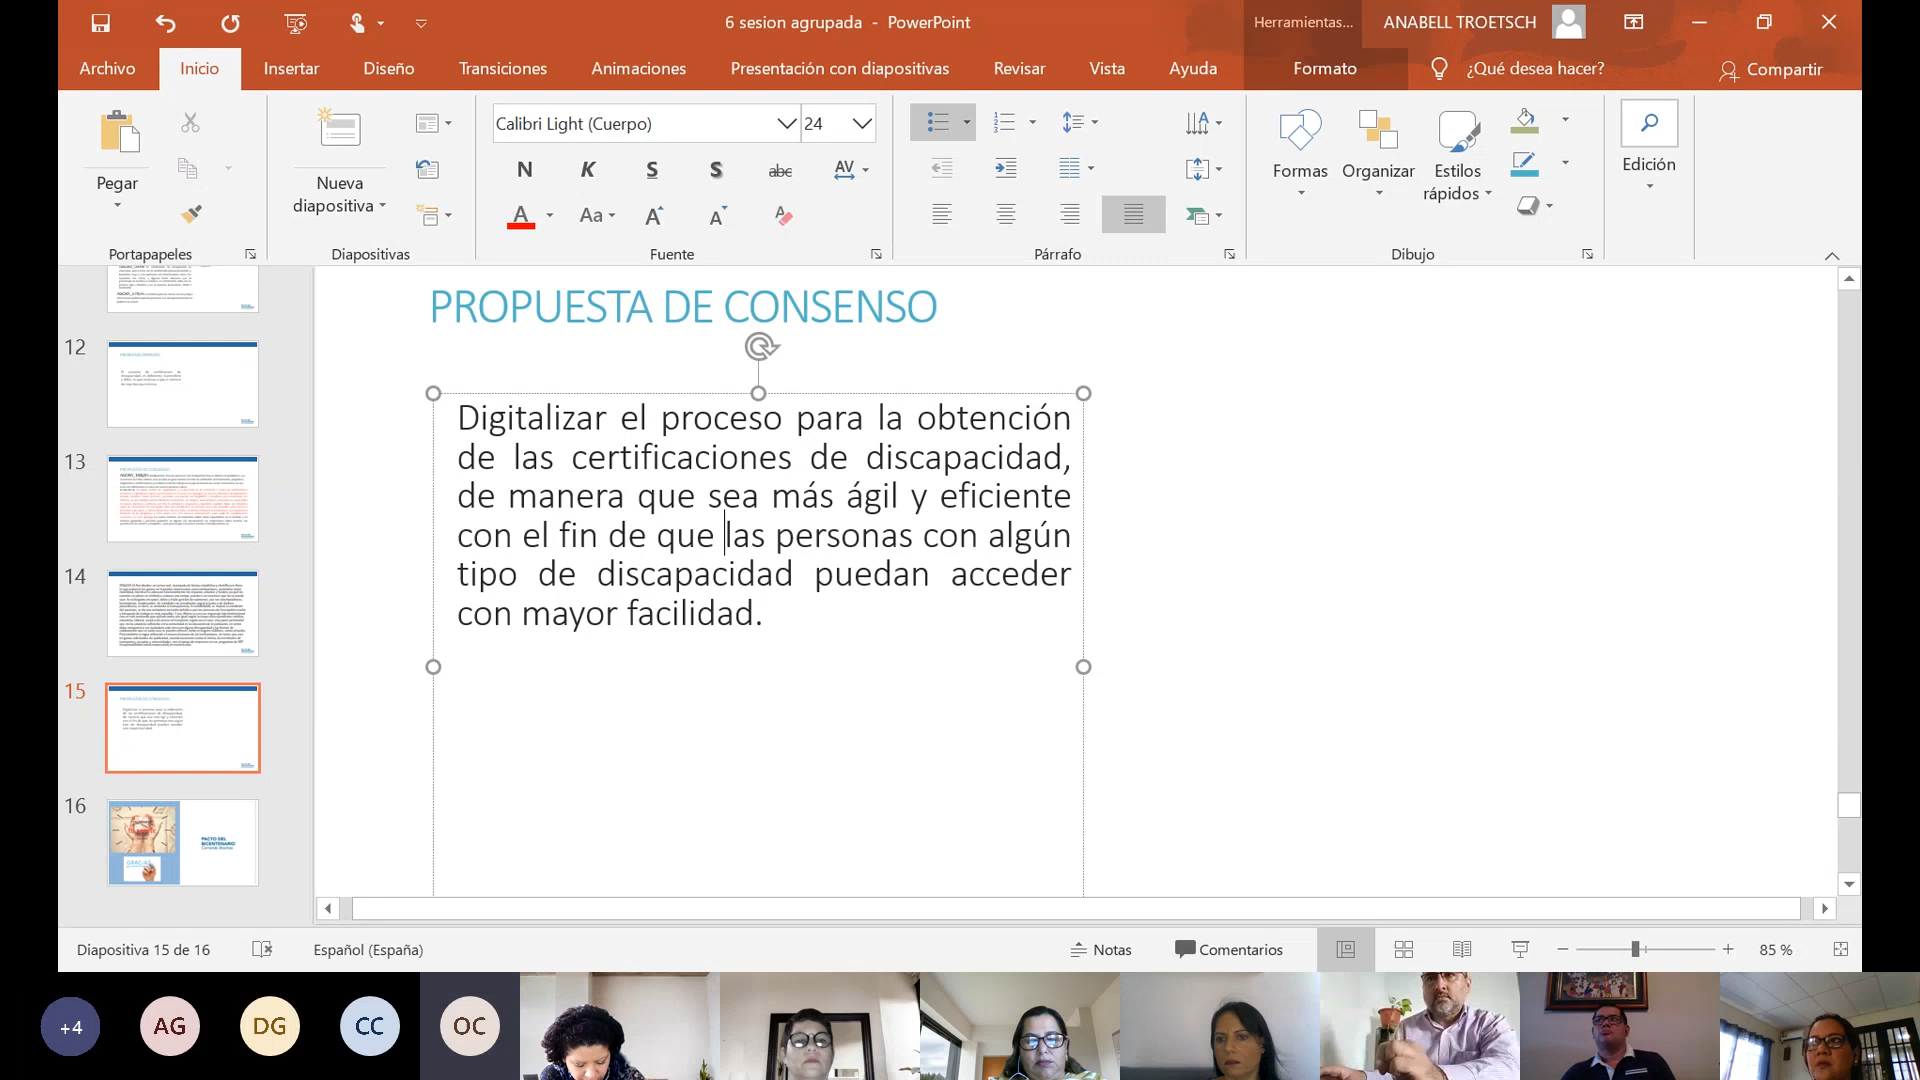 6 sesion agrupada - PowerPoint
Herramientas...
ANABELL TROETSCH
Archivo
Inicio
Insertar
Diseño
Transiciones
Animaciones
Presentación con diapositivas
Revisar
Vista
Ayuda
Formato
¿Qué desea hacer?
Compartir
Pegar
Portapapeles
Nueva
diapositiva
Diapositivas
Calibri Light (Cuerpo)
24
N K S S abc AV
A Aa A A
Fuente
Párrafo
Formas
Organizar
Estilos
rápidos
Dibujo
Edición
12
13
14
15
16
PACTO DEL
BICENTENARIO
PROPUESTA DE CONSENSO
Digitalizar el proceso para la obtención
de las certificaciones de discapacidad,
de manera que sea más ágil y eficiente
con el fin de que las personas con algún
tipo de discapacidad puedan acceder
con mayor facilidad.
Diapositiva 15 de 16
Español (España)
Notas
Comentarios
85 %
+4
AG
DG
CC
OC